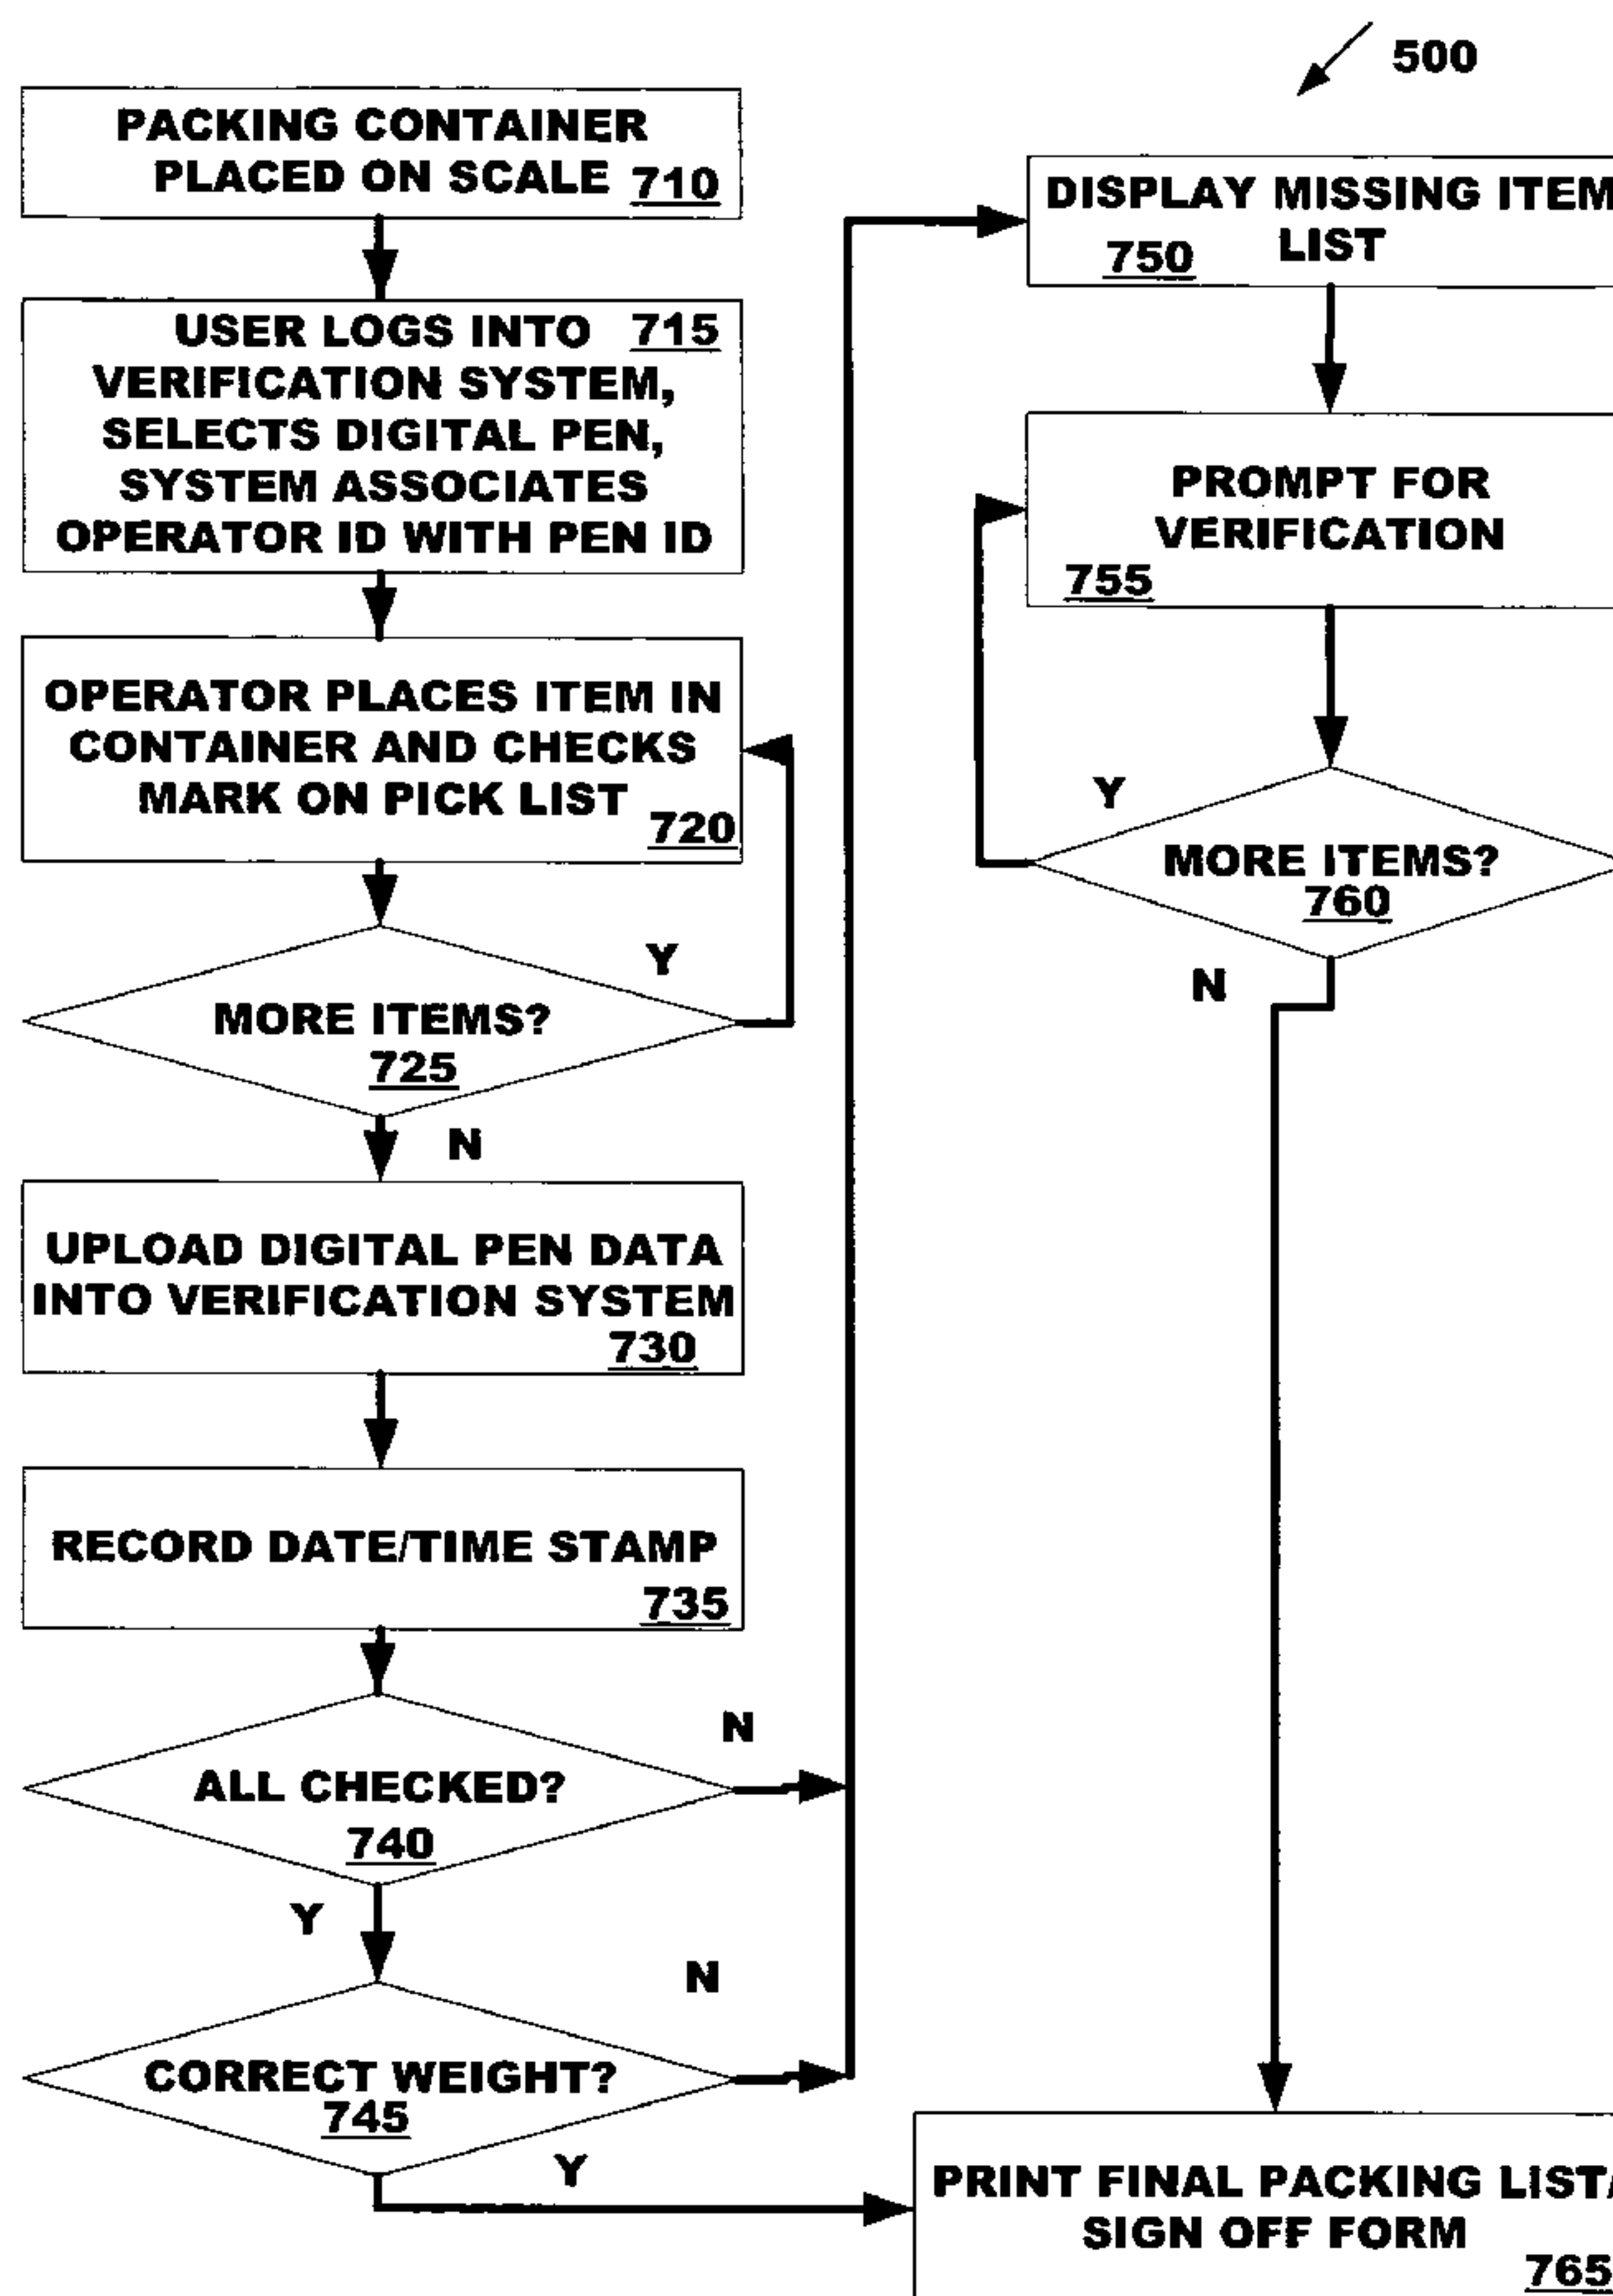 500
PACKING CONTAINER
PLACED ON SCALE 710
USER LOGS INTO 715
VERIFICATION SYSTEM,
SELECTS DIGITAL PEN,
SYSTEM ASSOCIATES
OPERATOR ID WITH PEN ID
OPERATOR PLACES ITEM IN
CONTAINER AND CHECKS
MARK ON PICK LIST
720
Y
MORE ITEMS?
725
N
UPLOAD DIGITAL PEN DATA
INTO VERIFICATION SYSTEM
730
RECORD DATE/TIME STAMP
735
N
ALL CHECKED?
740
Y
N
CORRECT WEIGHT?
745
Y
DISPLAY MISSING ITEM
LIST
750
PROMPT FOR
VERIFICATION
755
Y
MORE ITEMS?
760
N
PRINT FINAL PACKING LIST/
SIGN OFF FORM
765